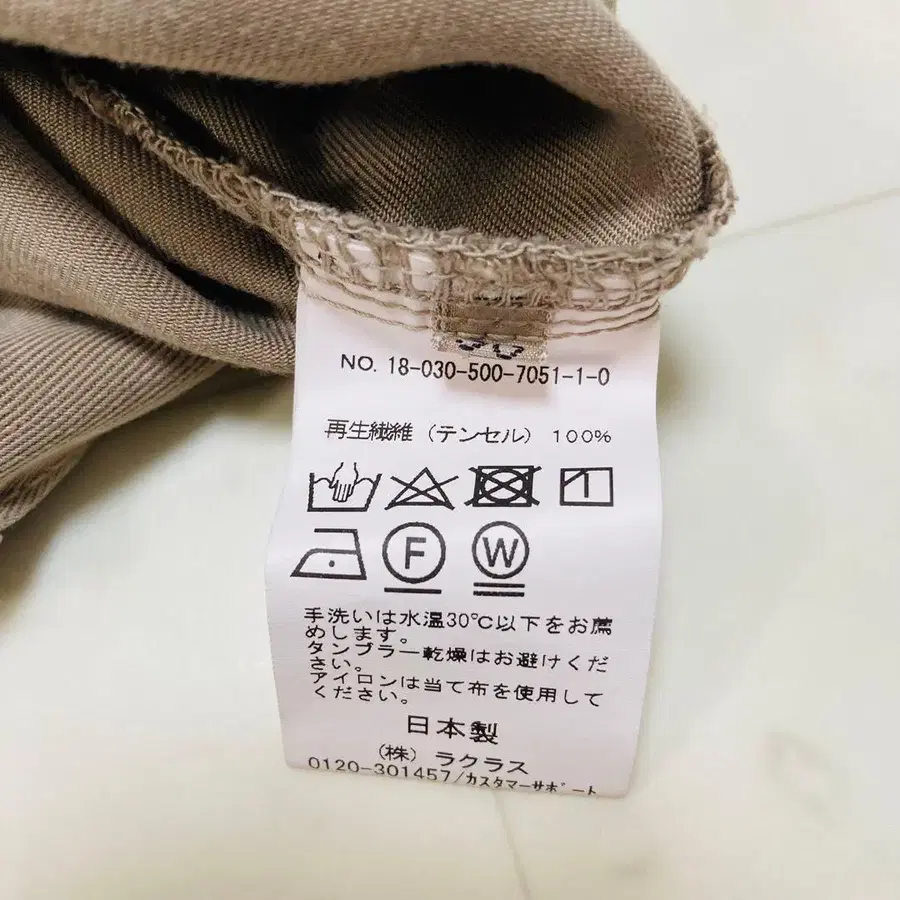 NO. 18-030-500-7051-1-0
再生繊維 (テンセル) 100%
F
W
手洗いは水温30℃以下をお薦
めします。
タンブラー乾燥はお避けくだ
さい。
アイロンは当て布を使用して
ください。
日本製
(株) ラクラス
0120-301457/カスタマーサポート